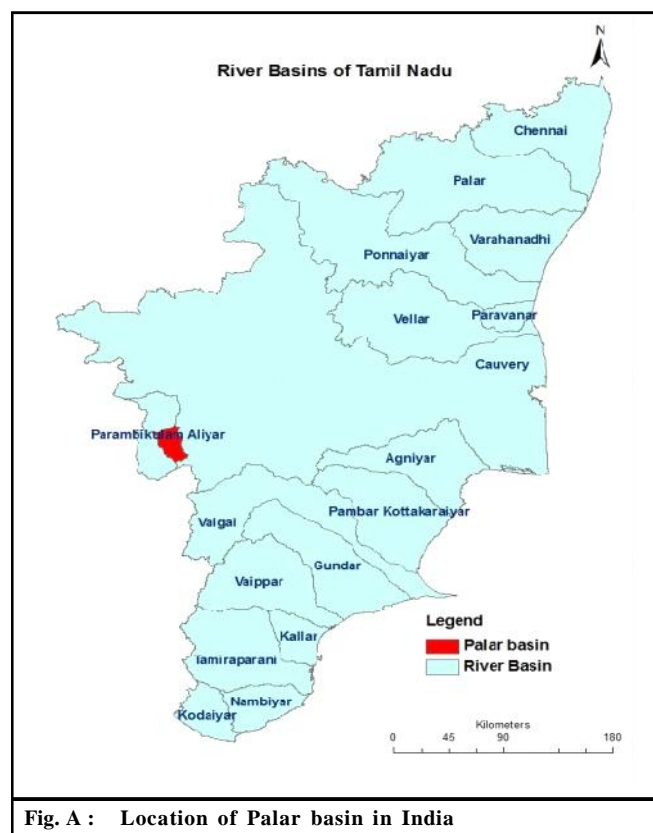 N
River Basins of Tamil Nadu
Chennai
Palar
Varahanadhi
Ponnaiyar
Vellar
Paravanar
Cauvery
Parambikulam Aliyar
Agniyar
Vaigai
Pambar Kottakaraiyar
Gundar
Vaippar
Legend
Kallar
Palar basin
Tamiraparani
River Basin
Nambiyar
Kodaiyar
Kilometers
0 45 90 180
Fig. A : Location of Palar basin in India